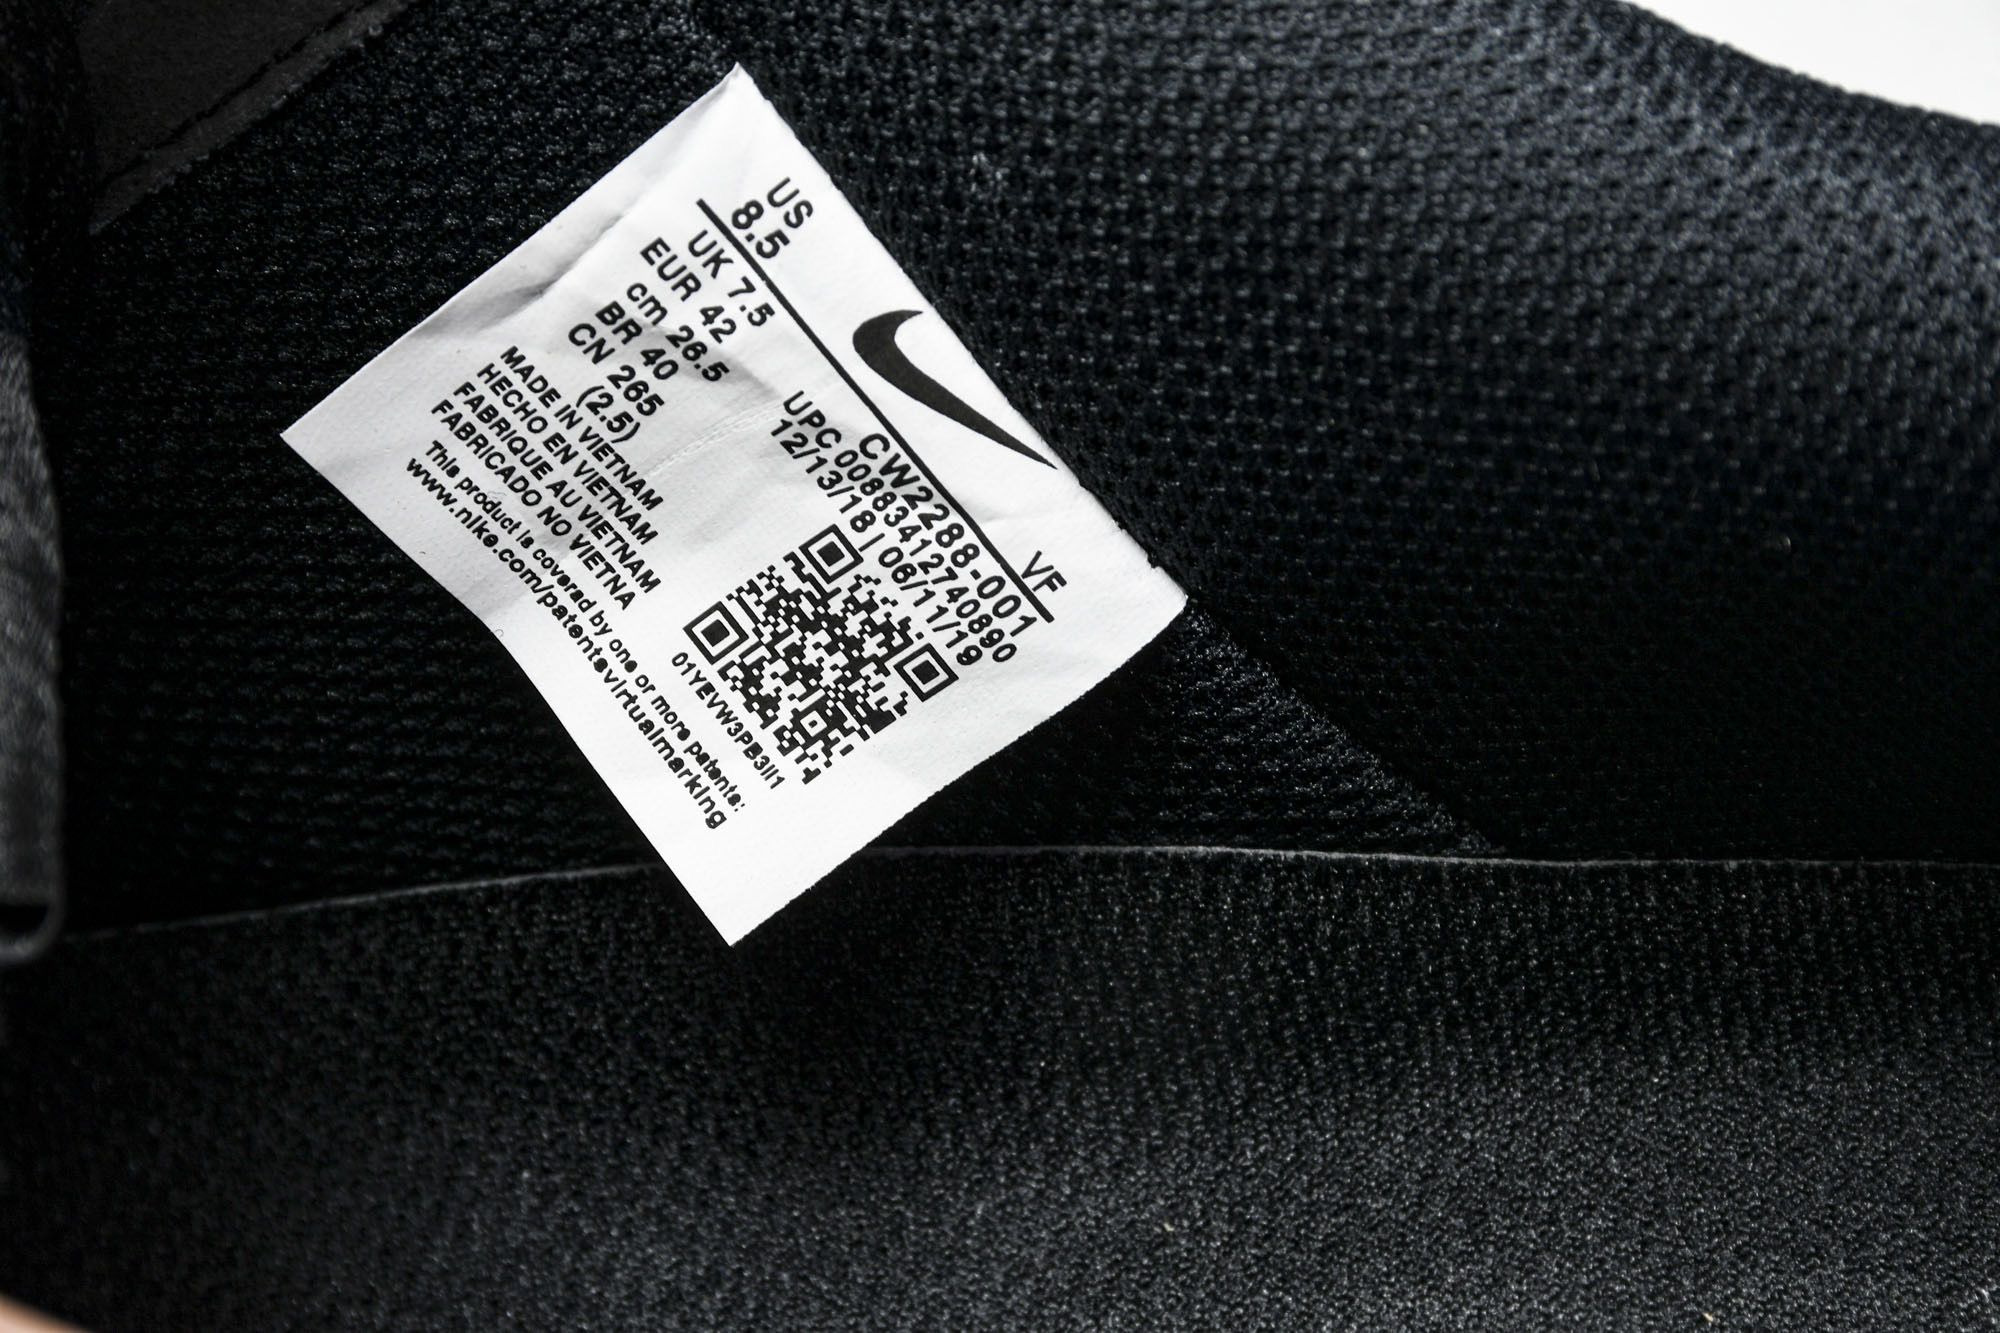 US
8.5
UK 7.5
EUR 42
cm 26.5
BR 40
CN 265
(2.5)
MADE IN VIETNAM
HECHO EN VIETNAM
FABRIQUE AU VIETNAM
FABRICADO NO VIETNA
This product is covered by one or more patents:
www.nike.com/patentsvirtualmarking
VF
CW2288-001
UPC 00883412740890
12/13/18 | 06/11/19
01YEVW3PB3II1